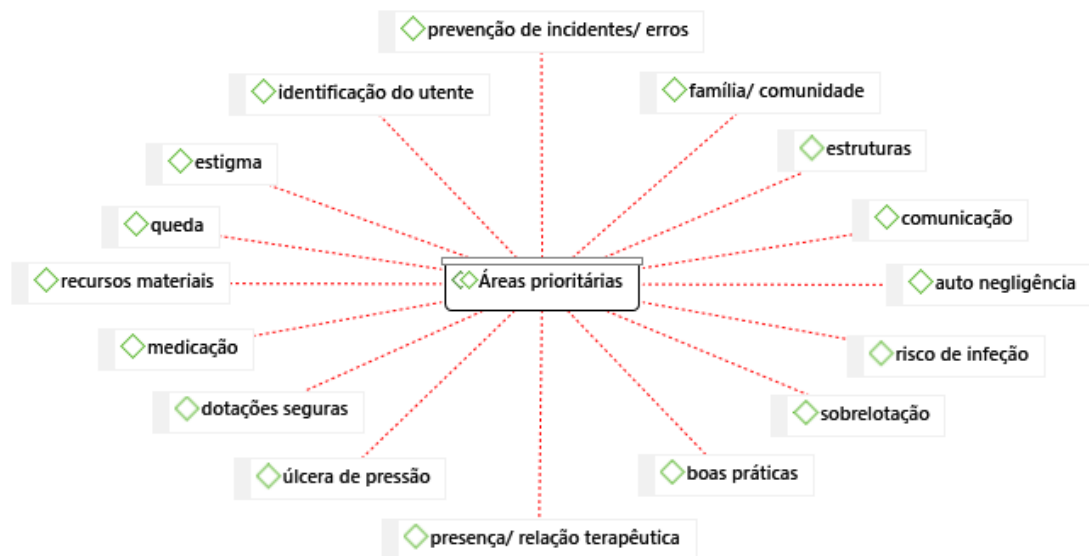 prevenção de incidentes/ erros
identificação do utente
família/ comunidade
estigma
estruturas
queda
comunicação
recursos materiais
Áreas prioritárias
auto negligência
medicação
risco de infeção
dotações seguras
sobrelotação
úlcera de pressão
boas práticas
presença/ relação terapêutica